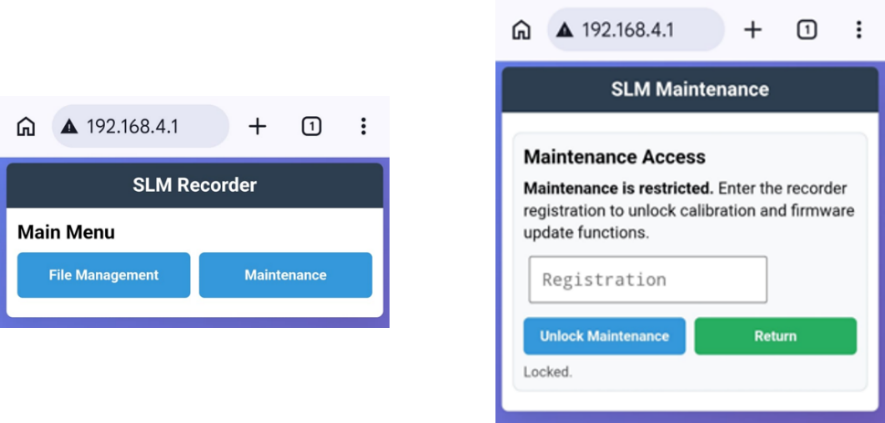 192.168.4.1
1
SLM Recorder
Main Menu
File Management
Maintenance
192.168.4.1
1
SLM Maintenance
Maintenance Access
Maintenance is restricted. Enter the recorder
registration to unlock calibration and firmware
update functions.
Registration
Unlock Maintenance
Return
Locked.